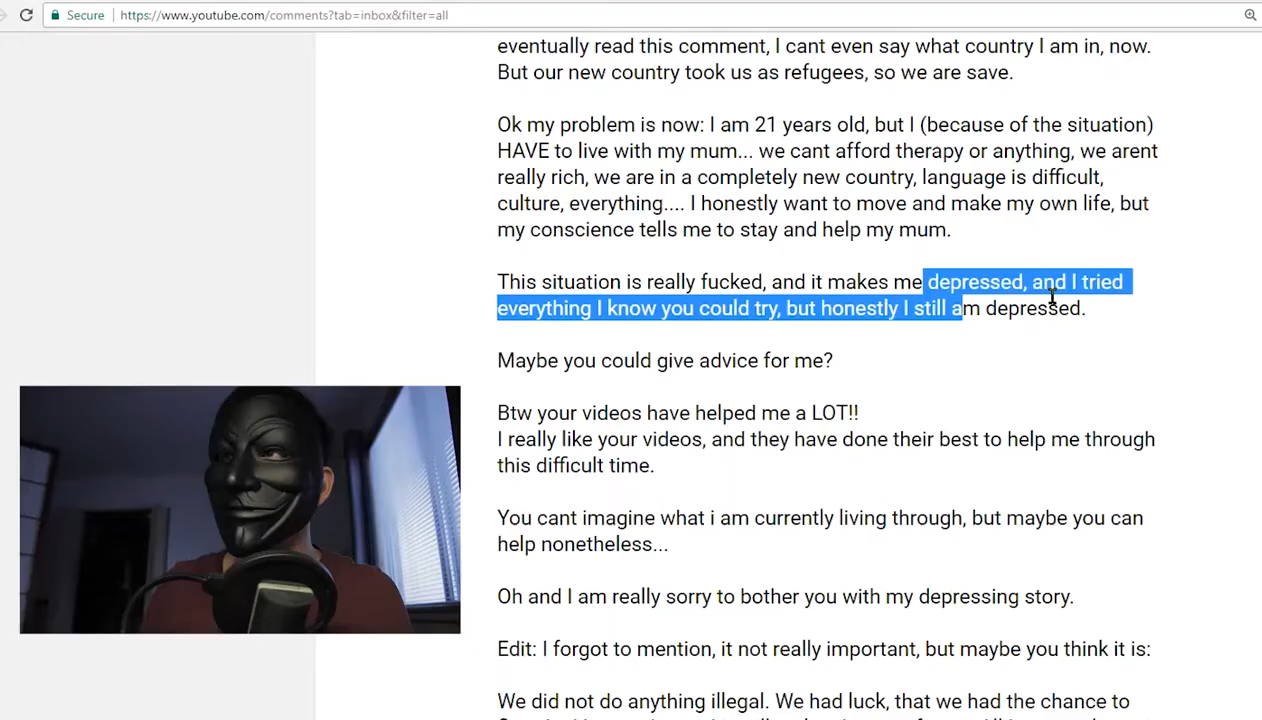 Secure
https://www.youtube.com/comments?tab=inbox&filter=all
eventually read this comment, I cant even say what country I am in, now.
But our new country took us as refugees, so we are save.
Ok my problem is now: I am 21 years old, but I (because of the situation)
HAVE to live with my mum... we cant afford therapy or anything, we arent
really rich, we are in a completely new country, language is difficult,
culture, everything.... I honestly want to move and make my own life, but
my conscience tells me to stay and help my mum.
This situation is really fucked, and it makes me depressed, and I tried
everything I know you could try, but honestly I still am depressed.
Maybe you could give advice for me?
Btw your videos have helped me a LOT!!
I really like your videos, and they have done their best to help me through
this difficult time.
You cant imagine what i am currently living through, but maybe you can
help nonetheless...
Oh and I am really sorry to bother you with my depressing story.
Edit: I forgot to mention, it not really important, but maybe you think it is:
We did not do anything illegal. We had luck, that we had the chance to